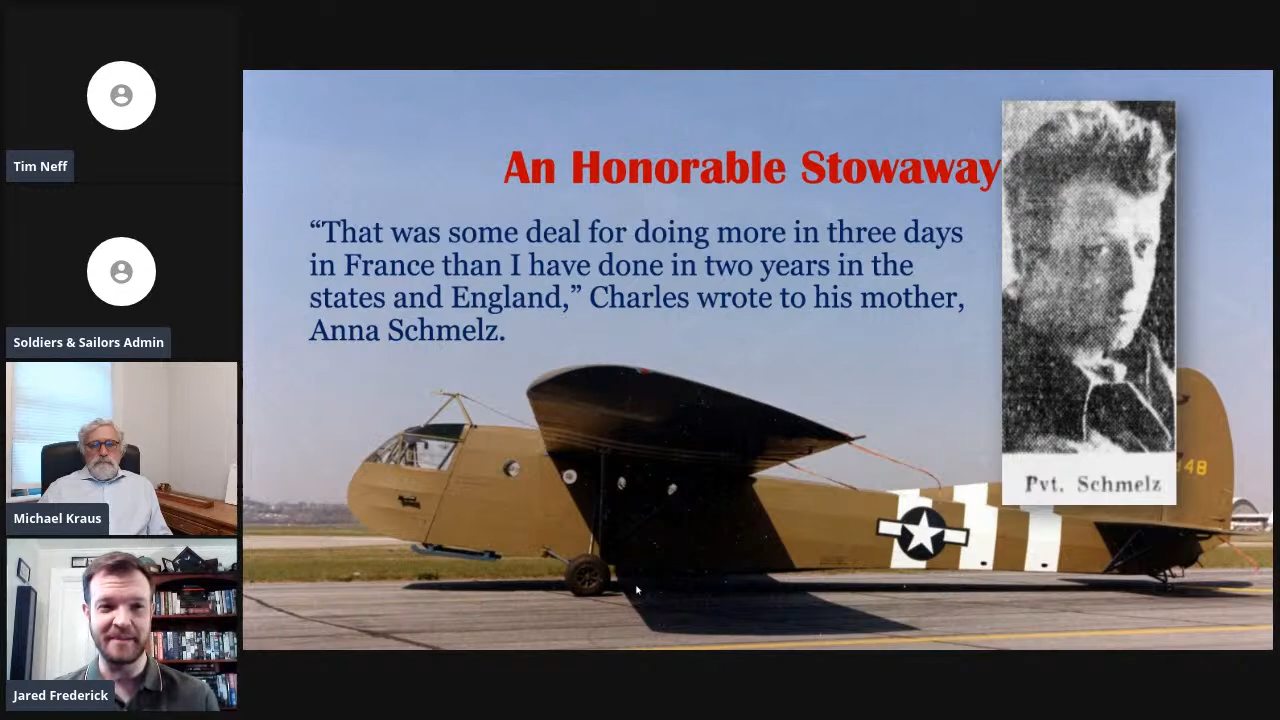 Tim Neff
Soldiers & Sailors Admin
Michael Kraus
Jared Frederick
An Honorable Stowaway
“That was some deal for doing more in three days
in France than I have done in two years in the
states and England,” Charles wrote to his mother,
Anna Schmelz.
Pvt. Schmelz
48